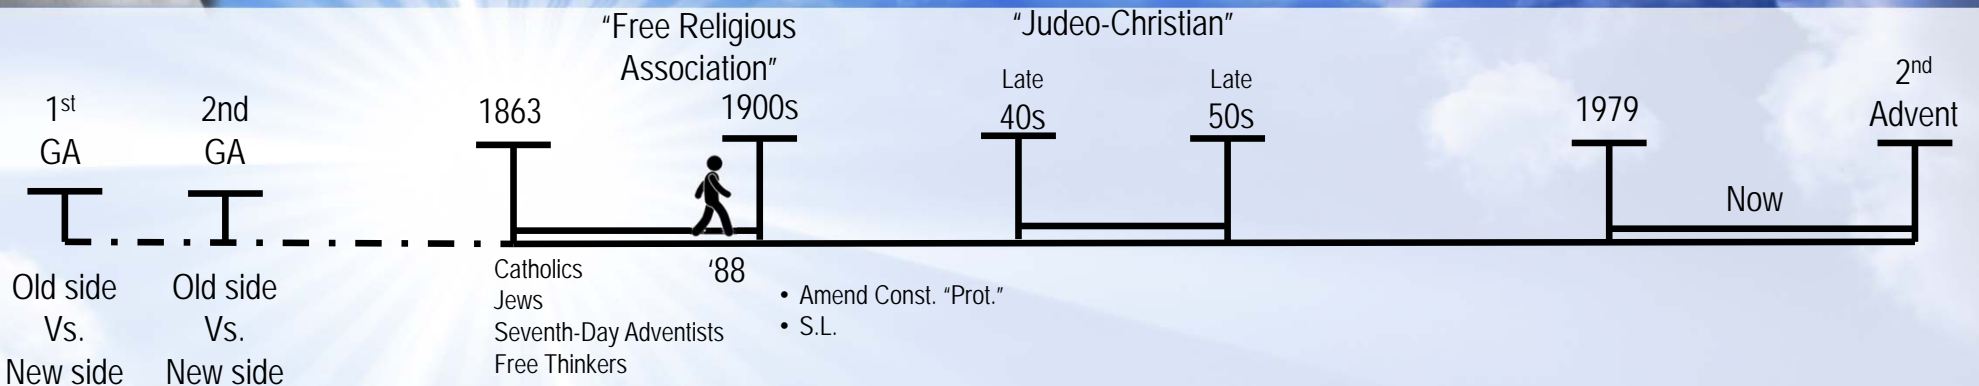 “Free Religious
Association”
“Judeo-Christian”
1st
GA
2nd
GA
1863
1900s
Late
40s
Late
50s
1979
2nd
Advent
Now
Old side
Vs.
New side
Old side
Vs.
New side
Catholics
Jews
Seventh-Day Adventists
Free Thinkers
‘88
• Amend Const. “Prot.”
• S.L.